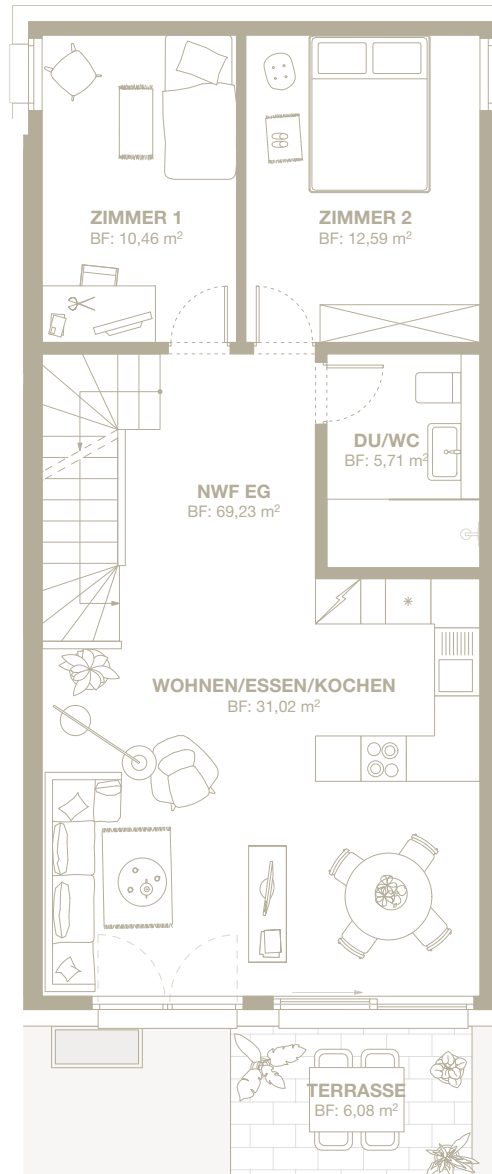 ZIMMER 1
BF: 10,46 m²
ZIMMER 2
BF: 12,59 m²
DU/WC
BF: 5,71 m²
NWF EG
BF: 69,23 m²
WOHNEN/ESSEN/KOCHEN
BF: 31,02 m²
TERRASSE
BF: 6,08 m²